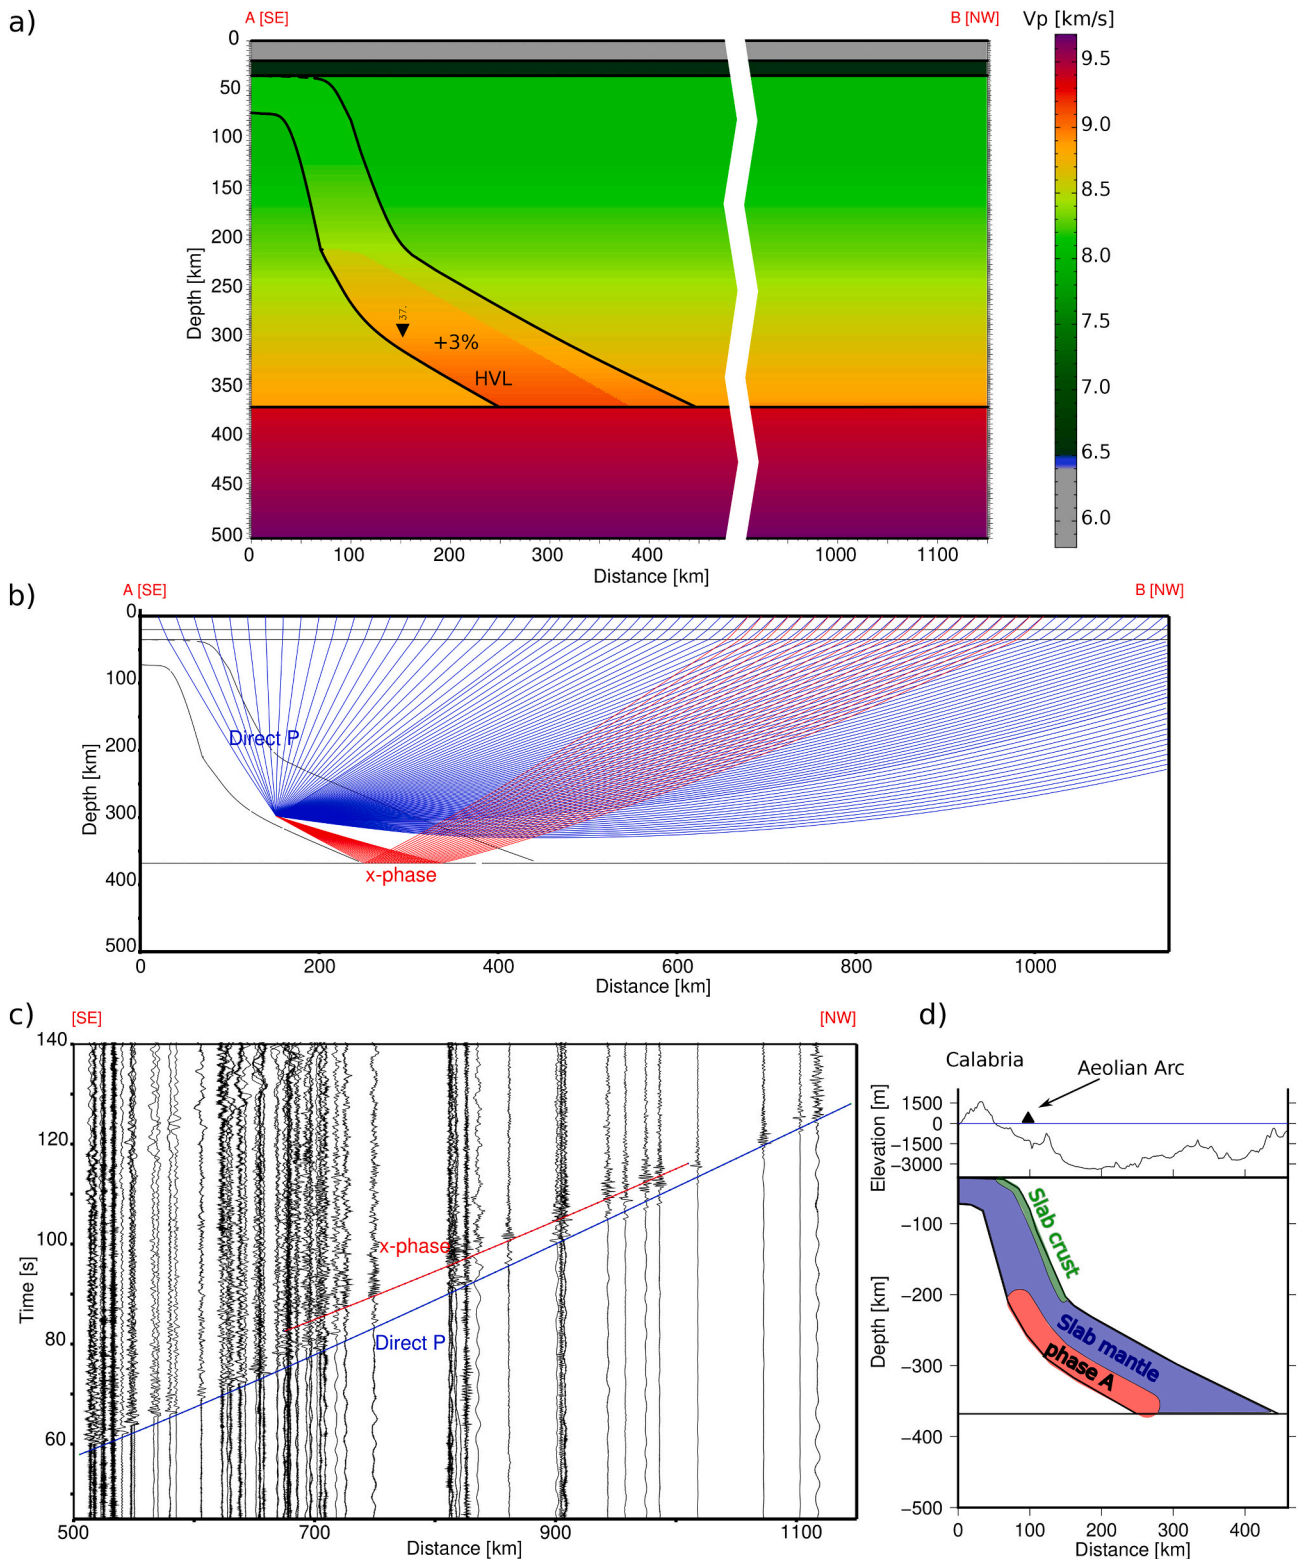 a)
A [SE]
B [NW]
Vp [km/s]
0
50
100
150
200
250
300
350
400
450
500
Depth [km]
37.
+3%
HVL
0
100
200
300
400
1000
1100
Distance [km]
9.5
9.0
8.5
8.0
7.5
7.0
6.5
6.0
b)
A [SE]
B [NW]
0
100
200
300
400
500
Depth [km]
Direct P
x-phase
0
200
400
600
800
1000
Distance [km]
c)
[SE]
[NW]
140
120
100
80
60
Time [s]
x-phase
Direct P
500
700
900
1100
Distance [km]
d)
Calabria
Aeolian Arc
Elevation [m]
1500
0
−1500
−3000
Slab crust
Slab mantle
phase A
−100
−200
−300
−400
−500
Depth [km]
0
100
200
300
400
Distance [km]